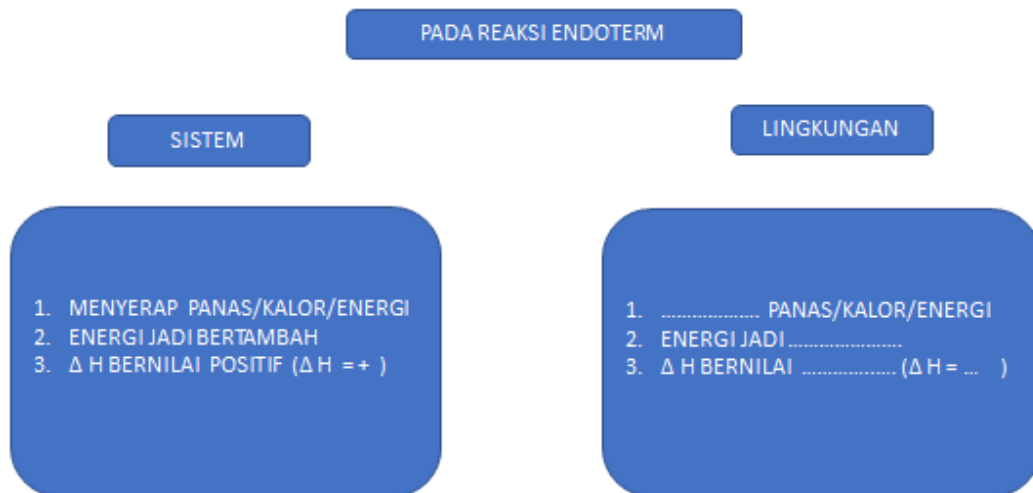 PADA REAKSI ENDOTERM
SISTEM
LINGKUNGAN
1. MENYERAP PANAS/KALOR/ENERGI
2. ENERGI JADI BERTAMBAH
3. Δ H BERNILAI POSITIF (Δ H = + )
1. ..................... PANAS/KALOR/ENERGI
2. ENERGI JADI ........................
3. Δ H BERNILAI .................... (Δ H = ... )